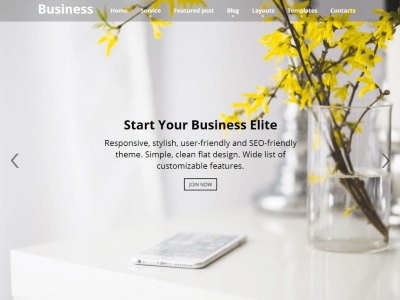 Business Home Service Featured post Blog Layouts Templates Contacts
Start Your Business Elite
Responsive, stylish, user-friendly and SEO-friendly
theme. Simple, clean flat design. Wide list of
customizable features.
JOIN NOW